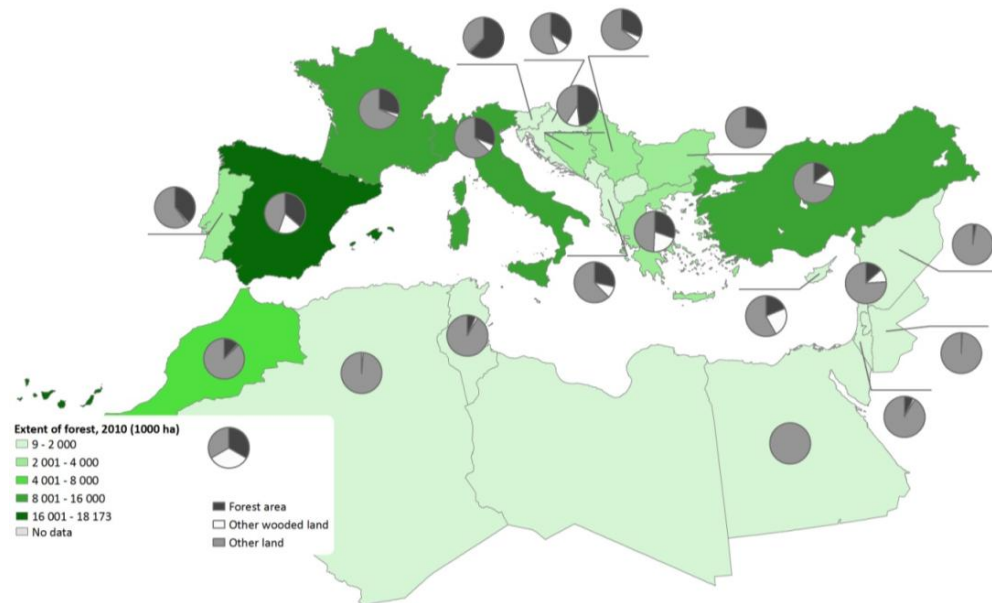 Extent of forest, 2010 (1000 ha)
9 - 2 000
2 001 - 4 000
4 001 - 8 000
8 001 - 16 000
16 001 - 18 173
No data
Forest area
Other wooded land
Other land